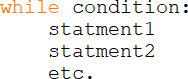 while condition:
    statment1
    statment2
    etc.